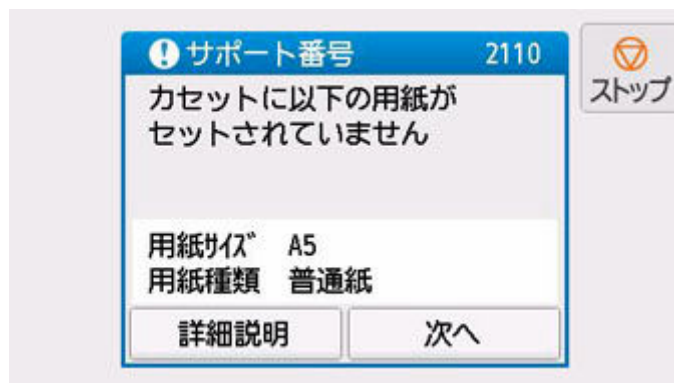 サポート番号 2110
ストップ
カセットに以下の用紙が
セットされていません
用紙ｻｲｽﾞ A5
用紙種類 普通紙
詳細説明 次へ